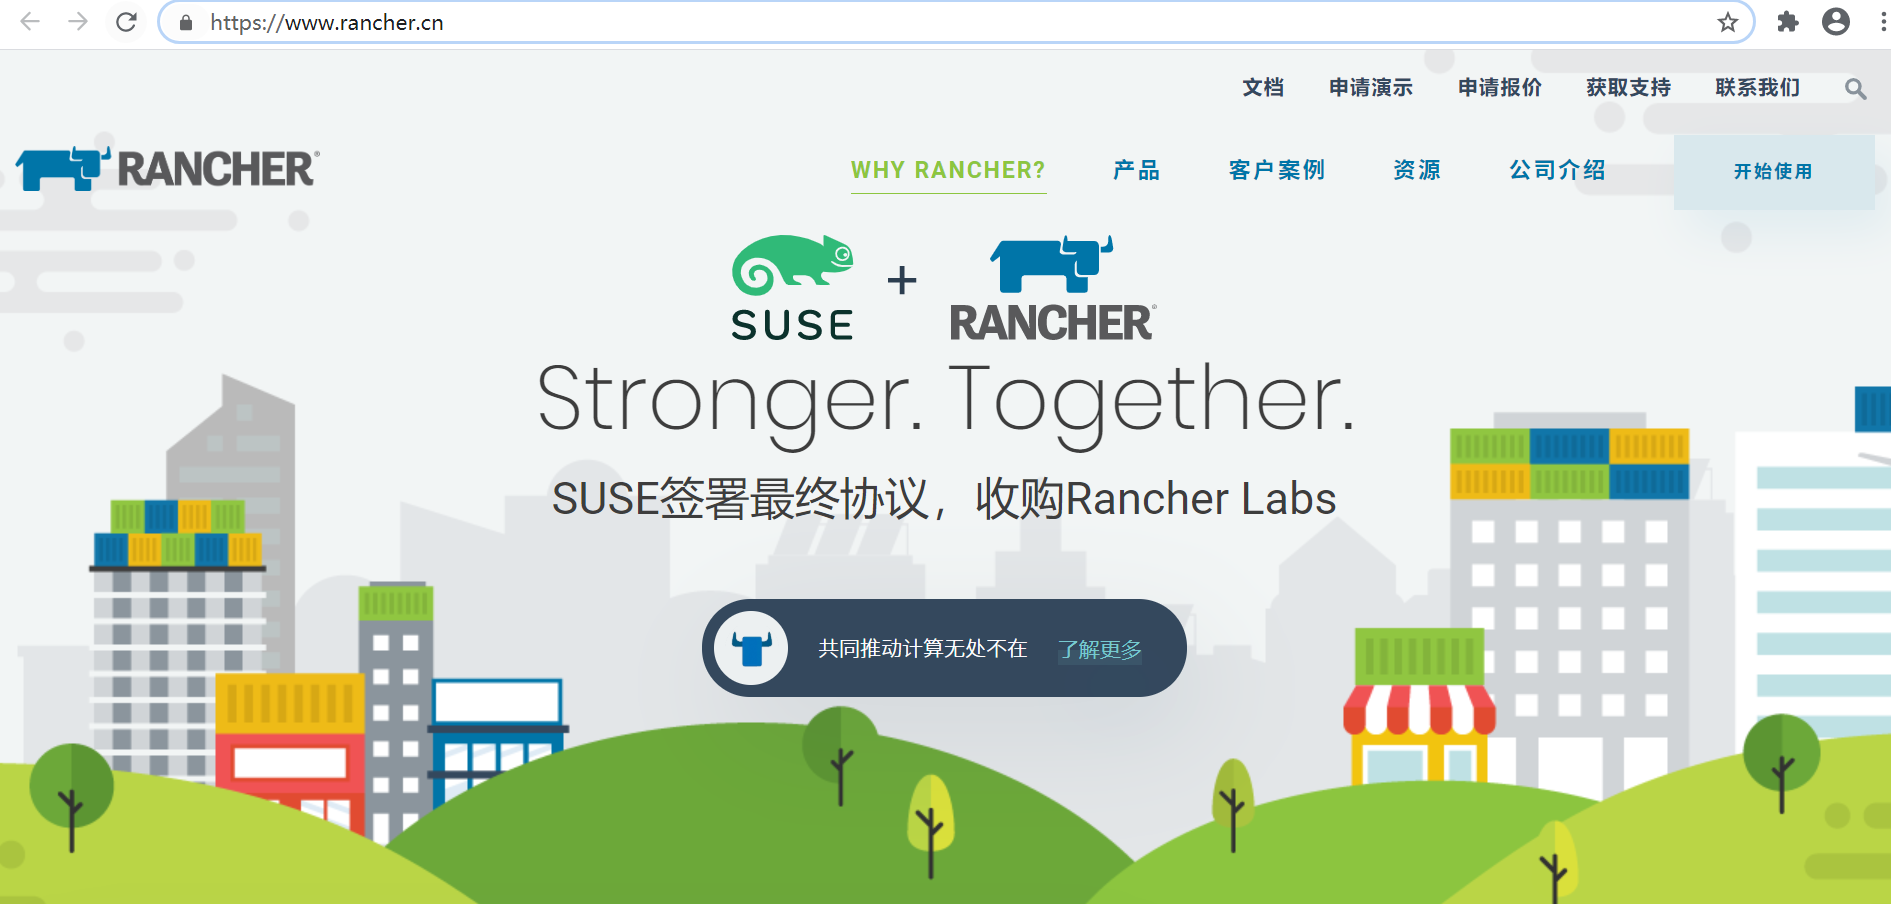 https://www.rancher.cn
文档 申请演示 申请报价 获取支持 联系我们
RANCHER®
WHY RANCHER? 产品 客户案例 资源 公司介绍 开始使用
SUSE + RANCHER®
Stronger. Together.
SUSE签署最终协议，收购Rancher Labs
共同推动计算无处不在 了解更多